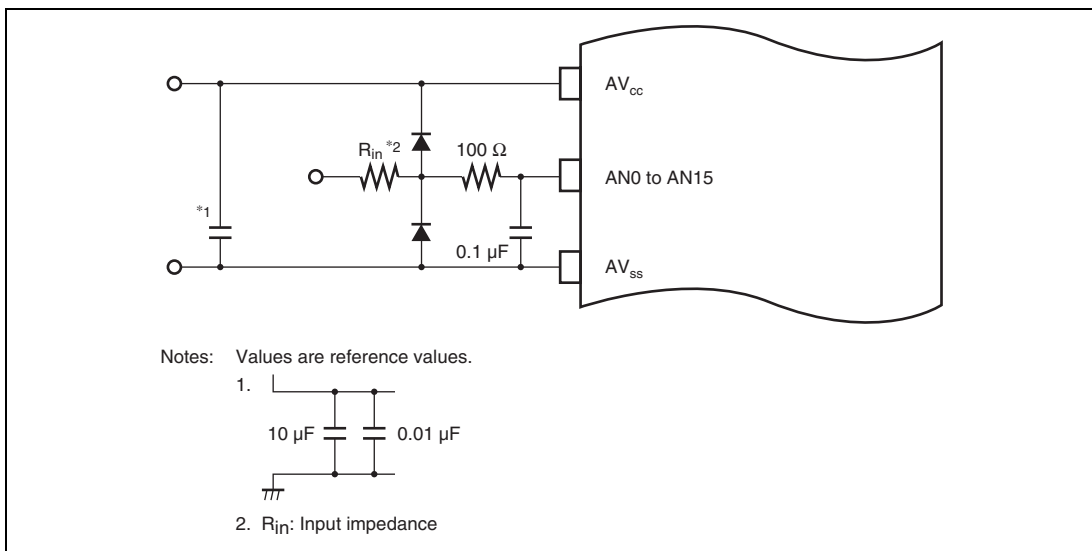 AVcc
Rin *2
100 Ω
AN0 to AN15
*1
0.1 µF
AVss
Notes: Values are reference values.
1.
10 µF 0.01 µF
2. Rin: Input impedance